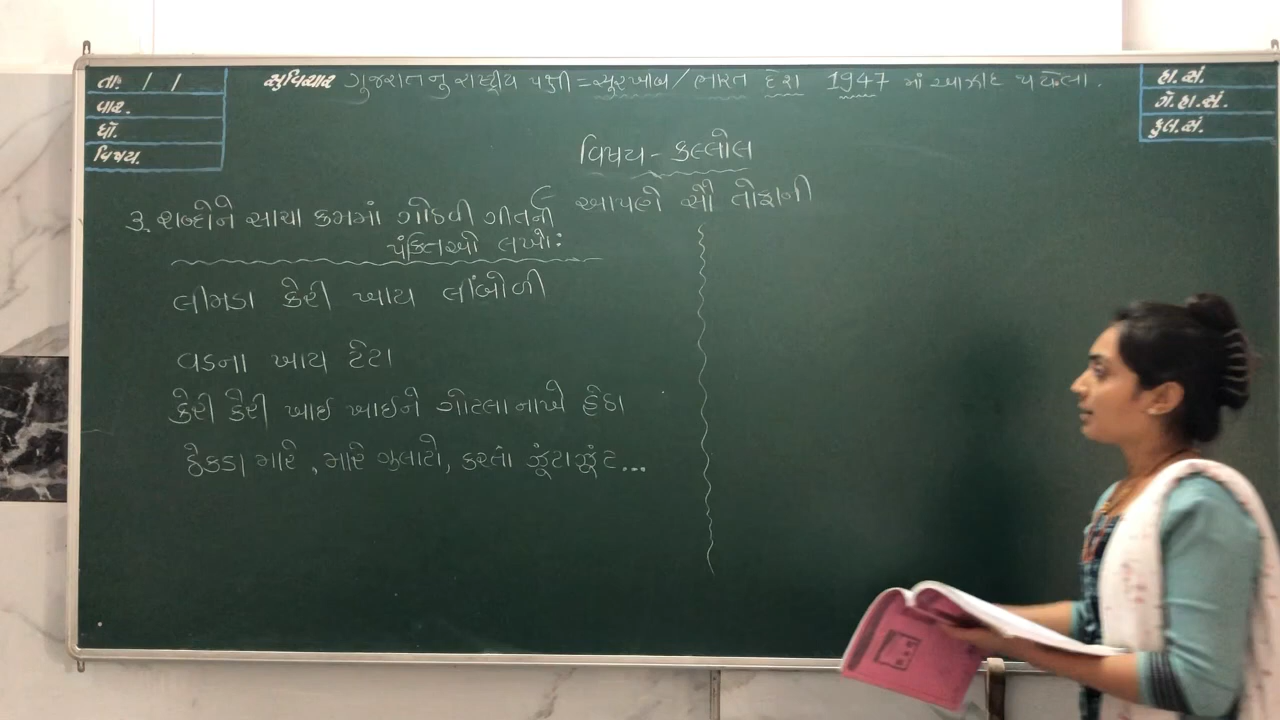 તા: / /
વાર.
ઘો.
વિષય.
સુવિચાર ગુજરાતનુ રાષ્ટ્રીય પક્ષી = સુરખાબ / ભારત દેશ 1947 માં આઝાદ થયેલા.
હા.સં.
ગે.હા.સં.
કુલ.સં.
વિષય - કલ્લોલ
આપણે સૌ તોફાની
૩. શબ્દોને સાચા ક્રમમાં ગોઠવી ગીતની
પંક્તિઓ લખો:
લીમડા કેરી ખાય લીંબોળી
વડના ખાય ટેટા
કેરી કેરી ખાઈ ખાઈને ગોટલા નાખે હેઠા
ઠેકડા મારે, મારે ગુલાટો, કરતા ઝૂંટાઝૂંટ...